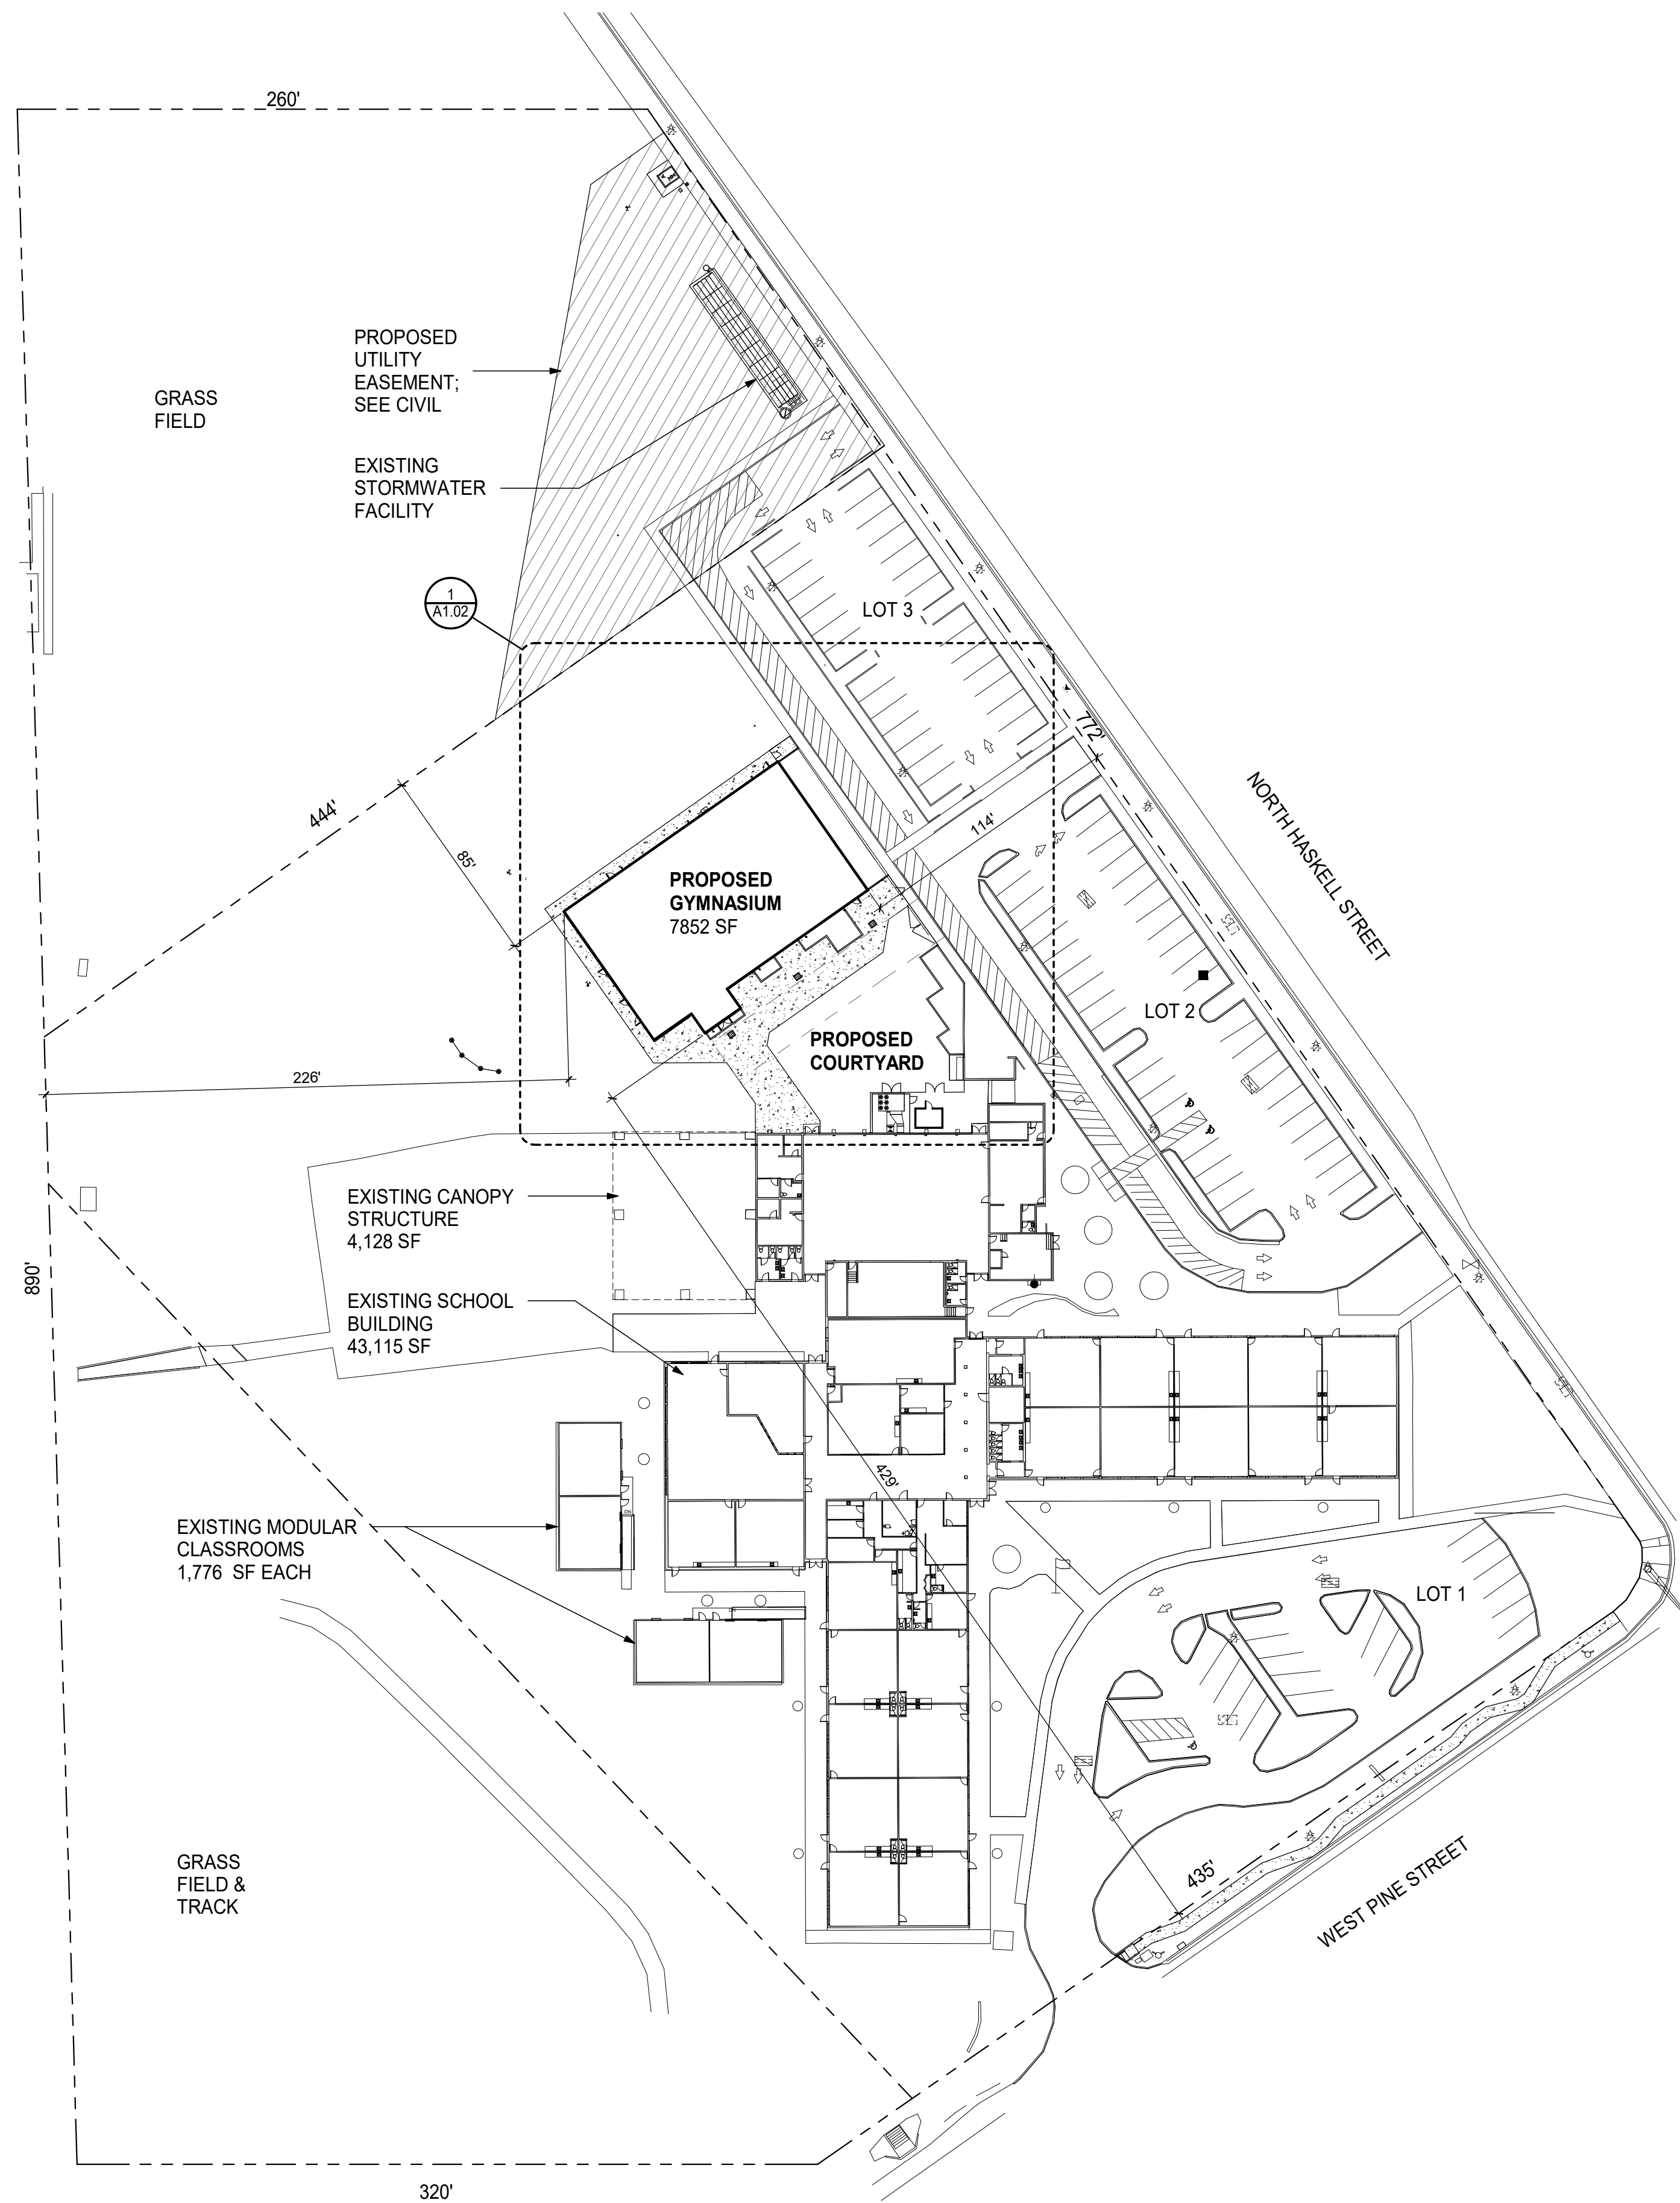 260'
PROPOSED
UTILITY
EASEMENT;
SEE CIVIL
GRASS
FIELD
EXISTING
STORMWATER
FACILITY
1
A1.02
LOT 3
772'
NORTH HASKELL STREET
444'
114'
85'
PROPOSED
GYMNASIUM
7852 SF
LOT 2
PROPOSED
COURTYARD
226'
EXISTING CANOPY
STRUCTURE
4,128 SF
890'
EXISTING SCHOOL
BUILDING
43,115 SF
429'
EXISTING MODULAR
CLASSROOMS
1,776 SF EACH
LOT 1
GRASS
FIELD &
TRACK
435'
WEST PINE STREET
320'